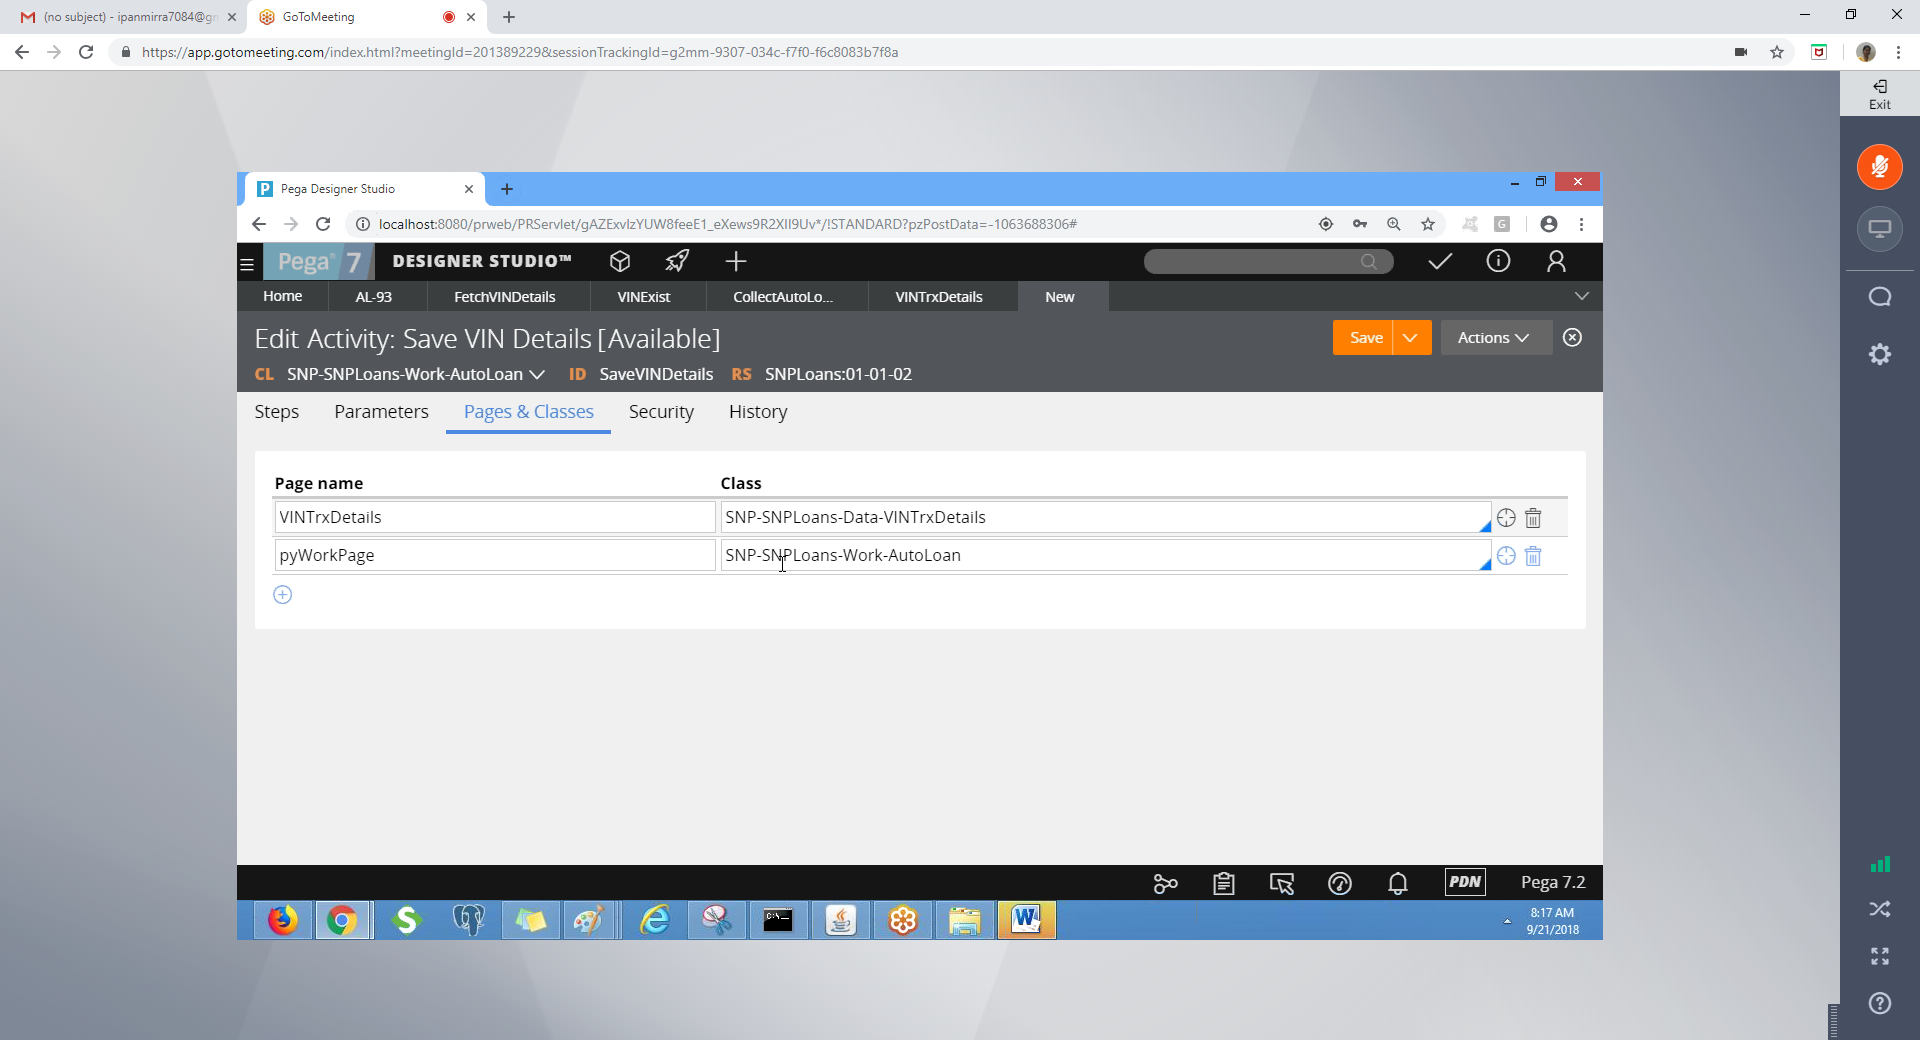 (no subject) - ipanmirra7084@gm
GoToMeeting
https://app.gotomeeting.com/index.html?meetingId=201389229&sessionTrackingId=g2mm-9307-034c-f7f0-f6c8083b7f8a
Exit
Pega Designer Studio
localhost:8080/prweb/PRServlet/gAZExvlzYUW8feeE1_eXews9R2XII9Uv*/!STANDARD?pzPostData=-1063688306#
Pega 7 DESIGNER STUDIO™
Home AL-93 FetchVINDetails VINExist CollectAutoLo... VINTrxDetails New
Edit Activity: Save VIN Details [Available]
Save Actions
CL SNP-SNPLoans-Work-AutoLoan ID SaveVINDetails RS SNPLoans:01-01-02
Steps Parameters Pages & Classes Security History
Page name Class
VINTrxDetails SNP-SNPLoans-Data-VINTrxDetails
pyWorkPage SNP-SNPLoans-Work-AutoLoan
PDN Pega 7.2
8:17 AM
9/21/2018